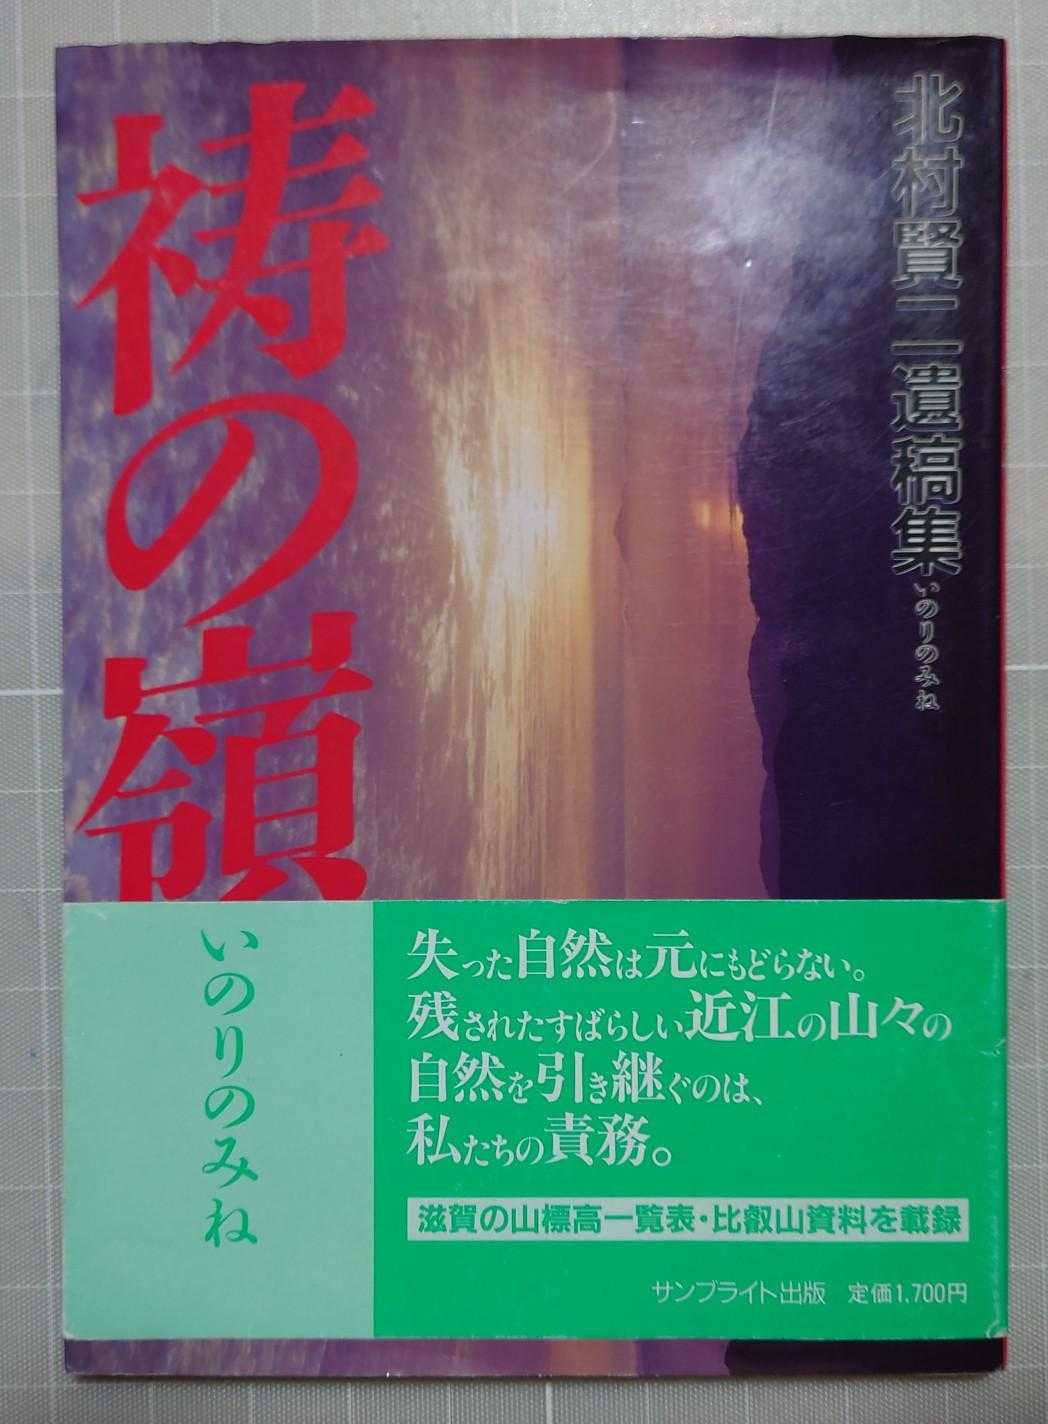 北村賢二遺稿集
いのりのみね
祷の嶺
いのりのみね
失った自然は元にもどらない。
残されたすばらしい近江の山々の
自然を引き継ぐのは、
私たちの責務。
滋賀の山標高一覧表・比叡山資料を載録
サンブライト出版 定価1,700円